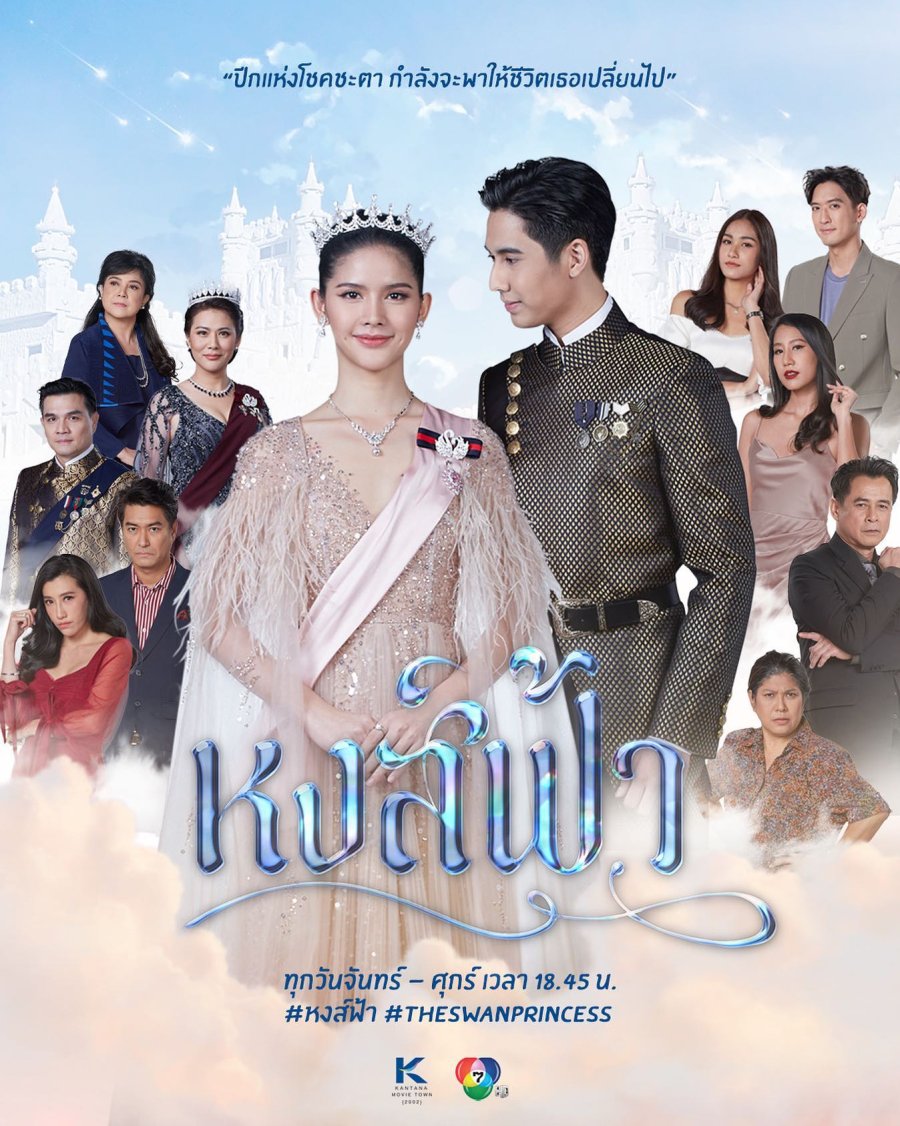 “ปีกแห่งโชคชะตา กำลังจะพาให้ชีวิตเธอเปลี่ยนไป”
หงส์ฟ้า
ทุกวันจันทร์ – ศุกร์ เวลา 18.45 น.
#หงส์ฟ้า #THESWANPRINCESS
K
KANTANA
MOVIE TOWN
(2002)
7
HD